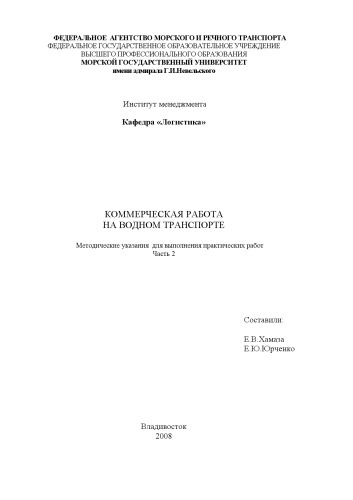 ФЕДЕРАЛЬНОЕ АГЕНТСТВО МОРСКОГО И РЕЧНОГО ТРАНСПОРТА
ФЕДЕРАЛЬНОЕ ГОСУДАРСТВЕННОЕ ОБРАЗОВАТЕЛЬНОЕ УЧРЕЖДЕНИЕ
ВЫСШЕГО ПРОФЕССИОНАЛЬНОГО ОБРАЗОВАНИЯ
МОРСКОЙ ГОСУДАРСТВЕННЫЙ УНИВЕРСИТЕТ
имени адмирала Г.И.Невельского
Институт менеджмента
Кафедра «Логистика»
КОММЕРЧЕСКАЯ РАБОТА
НА ВОДНОМ ТРАНСПОРТЕ
Методические указания для выполнения практических работ
Часть 2
Составили:
Е.В.Хамаза
Е.Ю.Юрченко
Владивосток
2008